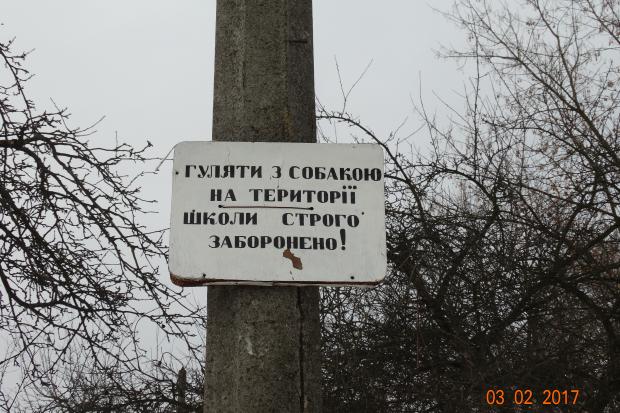 ГУЛЯТИ З СОБАКОЮ
НА ТЕРИТОРІЇ
ШКОЛИ СТРОГО
ЗАБОРОНЕНО!
03 02 2017